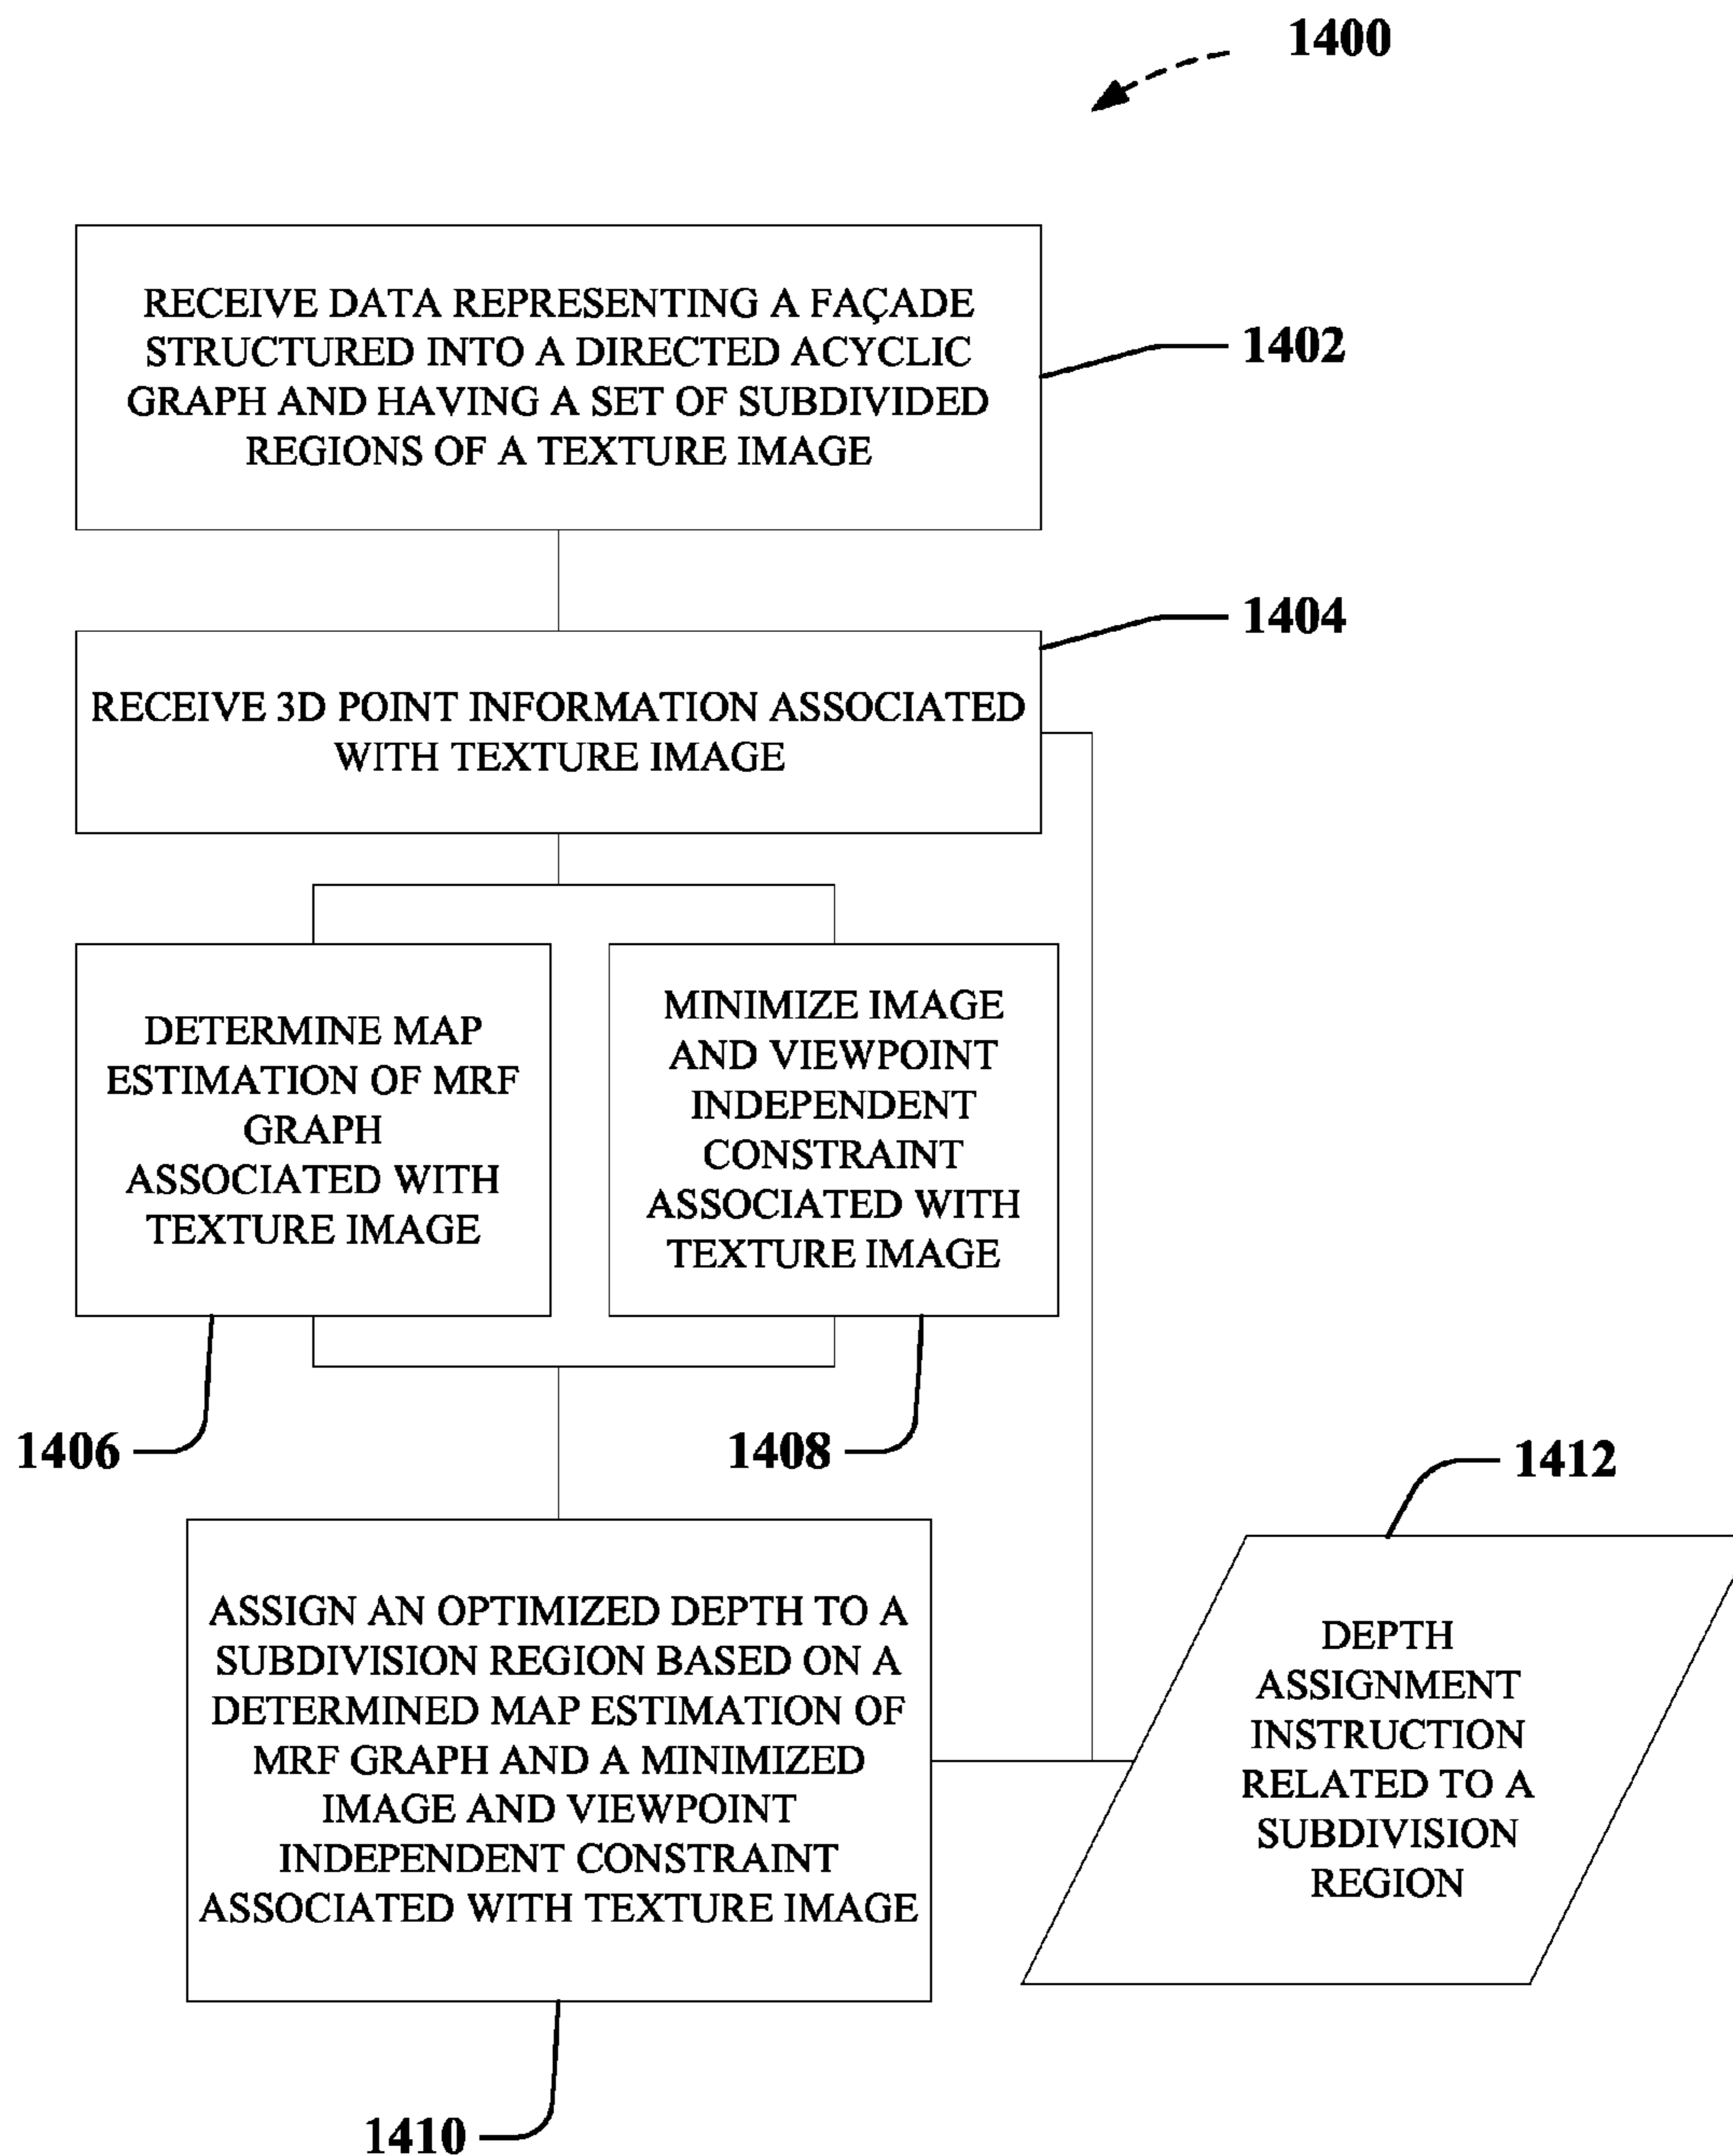 1400
RECEIVE DATA REPRESENTING A FAÇADE
STRUCTURED INTO A DIRECTED ACYCLIC
GRAPH AND HAVING A SET OF SUBDIVIDED
REGIONS OF A TEXTURE IMAGE
1402
1404
RECEIVE 3D POINT INFORMATION ASSOCIATED
WITH TEXTURE IMAGE
DETERMINE MAP
ESTIMATION OF MRF
GRAPH
ASSOCIATED WITH
TEXTURE IMAGE
MINIMIZE IMAGE
AND VIEWPOINT
INDEPENDENT
CONSTRAINT
ASSOCIATED WITH
TEXTURE IMAGE
1406
1408
1412
ASSIGN AN OPTIMIZED DEPTH TO A
SUBDIVISION REGION BASED ON A
DETERMINED MAP ESTIMATION OF
MRF GRAPH AND A MINIMIZED
IMAGE AND VIEWPOINT
INDEPENDENT CONSTRAINT
ASSOCIATED WITH TEXTURE IMAGE
DEPTH
ASSIGNMENT
INSTRUCTION
RELATED TO A
SUBDIVISION
REGION
1410